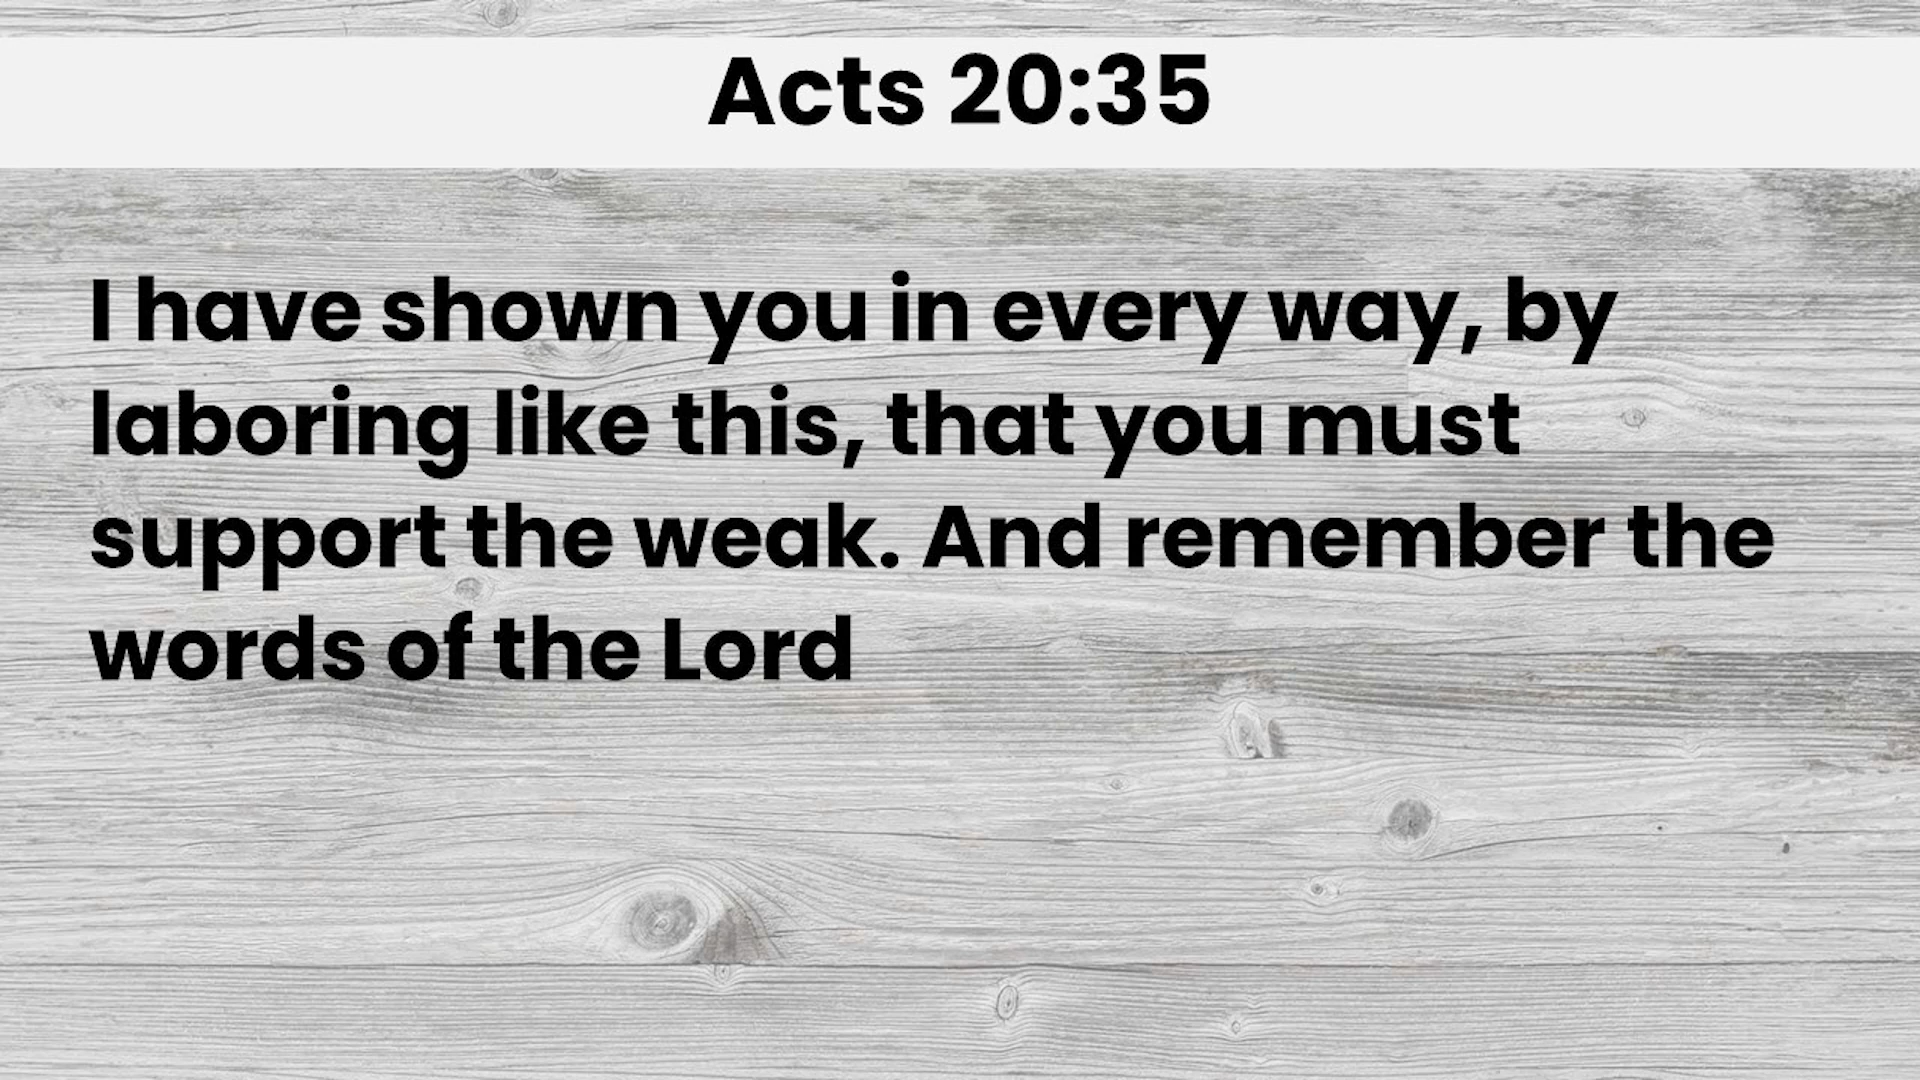 Acts 20:35
I have shown you in every way, by
laboring like this, that you must
support the weak. And remember the
words of the Lord